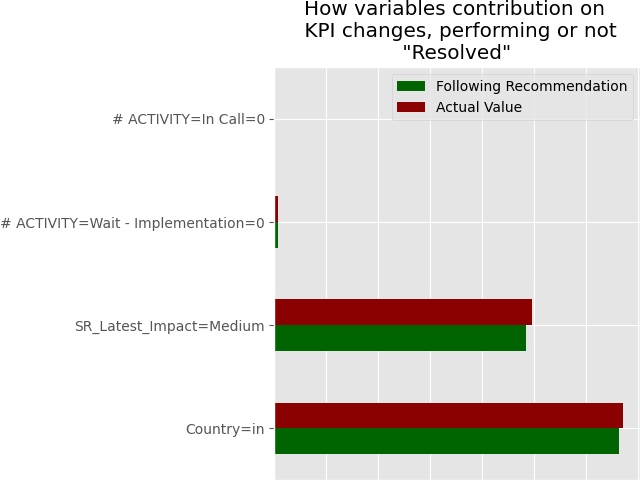 How variables contribution on
KPI changes, performing or not
"Resolved"
Following Recommendation
Actual Value
# ACTIVITY=In Call=0
# ACTIVITY=Wait - Implementation=0
SR_Latest_Impact=Medium
Country=in